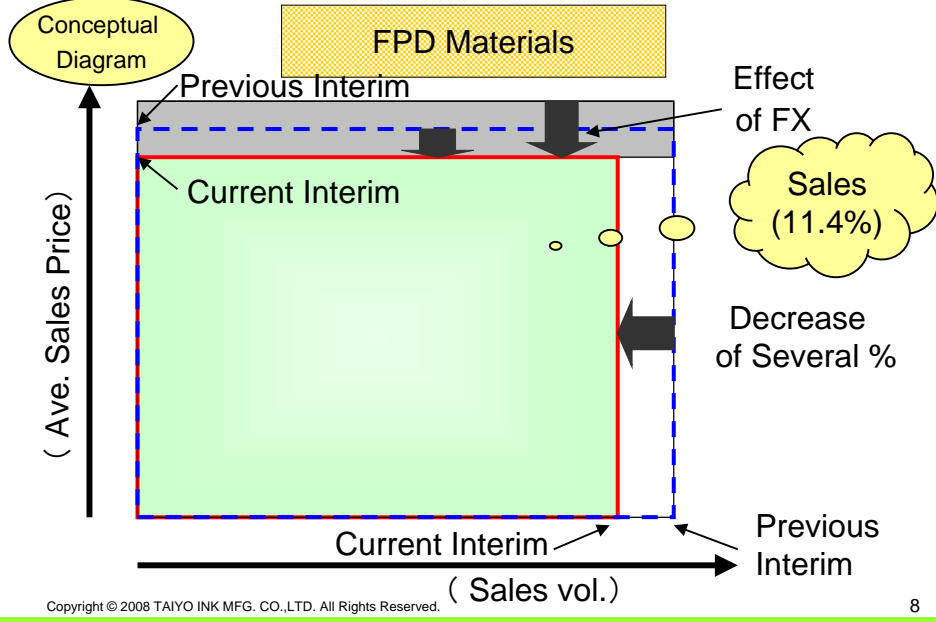 Conceptual
Diagram
FPD Materials
Previous Interim
Effect
of FX
Current Interim
Sales
(11.4%)
(Ave. Sales Price)
Decrease
of Several %
Current Interim
Previous
Interim
(Sales vol.)
Copyright © 2008 TAIYO INK MFG. CO.,LTD. All Rights Reserved.
8